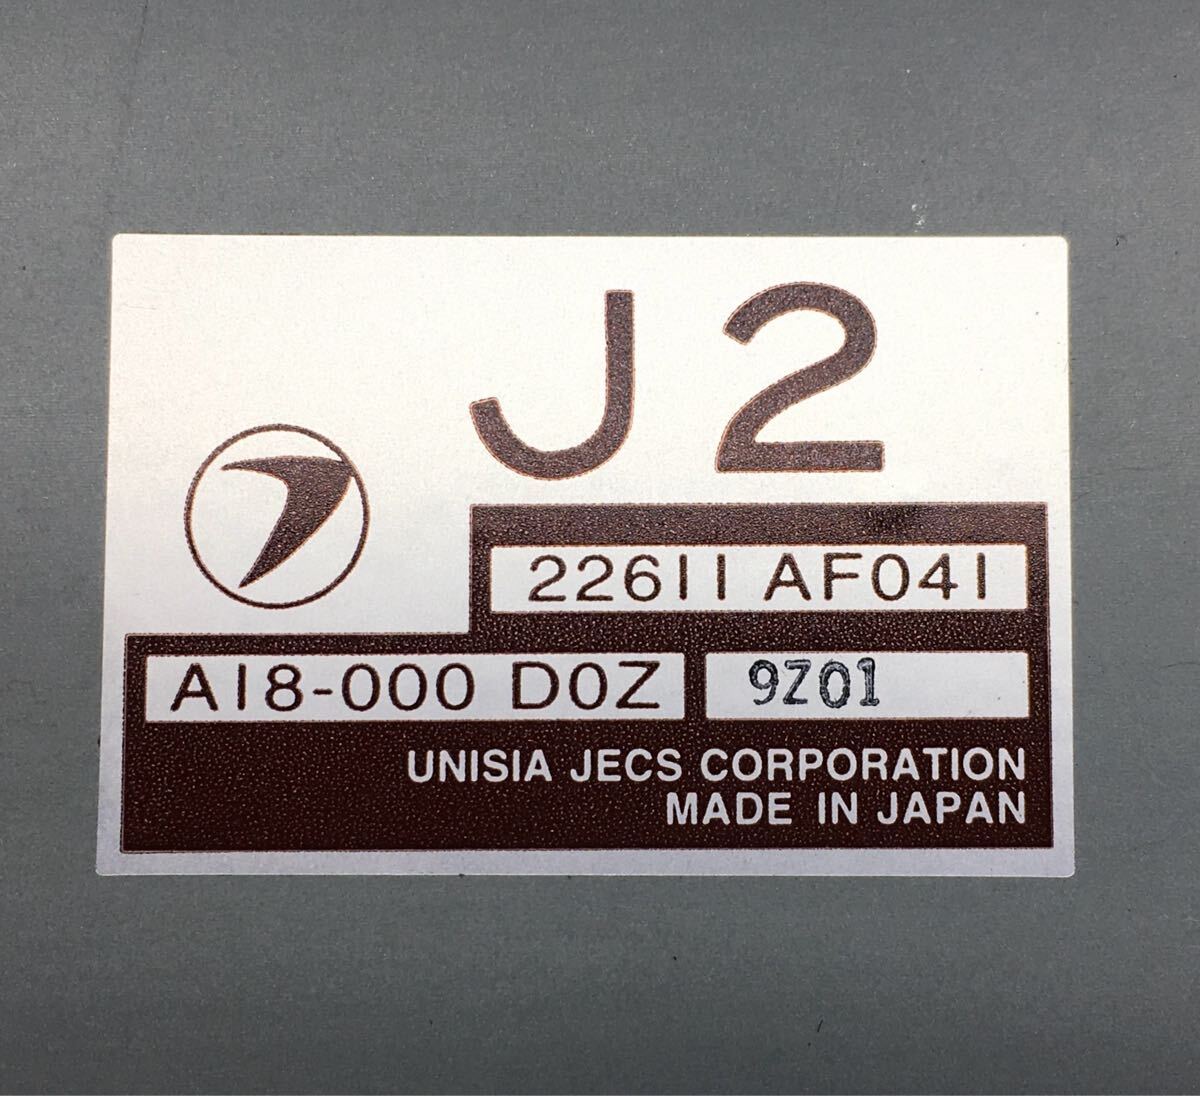 J2
22611 AF041
A18-000 D0Z 9Z01
UNISIA JECS CORPORATION
MADE IN JAPAN